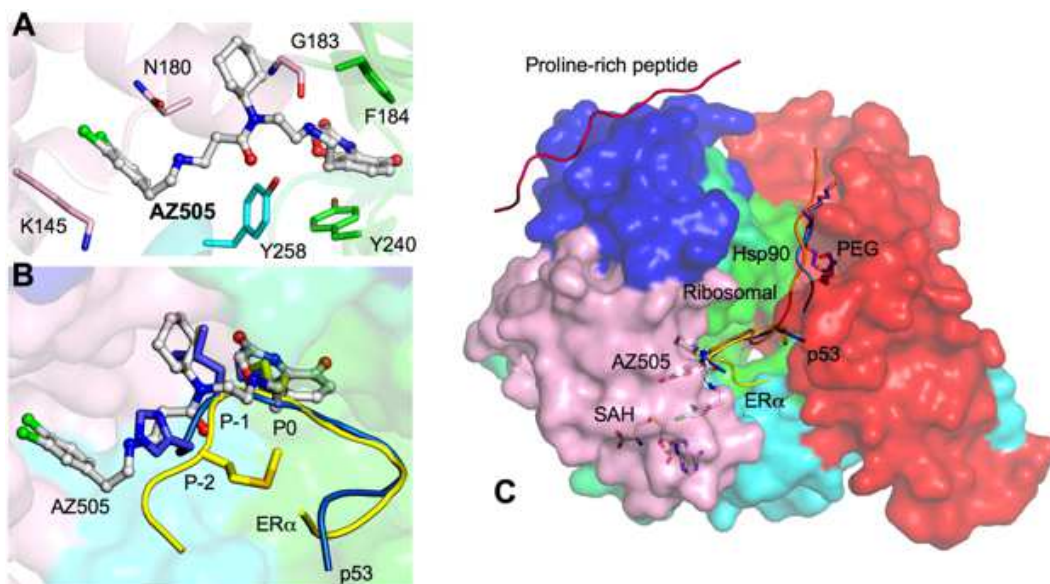 A
G183
N180
F184
K145
AZ505
Y258
Y240
B
P-1
P0
P-2
AZ505
ERα
p53
Proline-rich peptide
Hsp90
PEG
Ribosomal
p53
AZ505
ERα
SAH
C